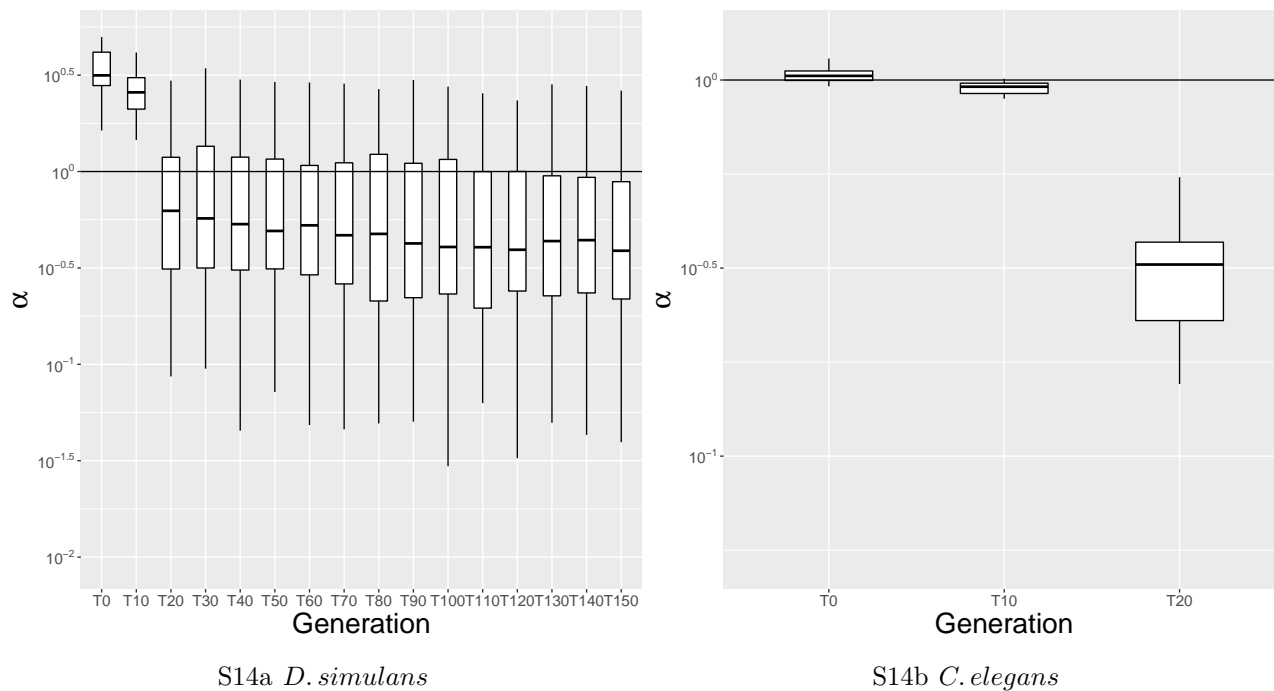 10^0.5
10^0
10^−0.5
10^−1
10^−1.5
10^−2
α
T0 T10 T20 T30 T40 T50 T60 T70 T80 T90 T100 T110 T120 T130 T140 T150
Generation
S14a D. simulans
10^0
10^−0.5
10^−1
α
T0 T10 T20
Generation
S14b C. elegans